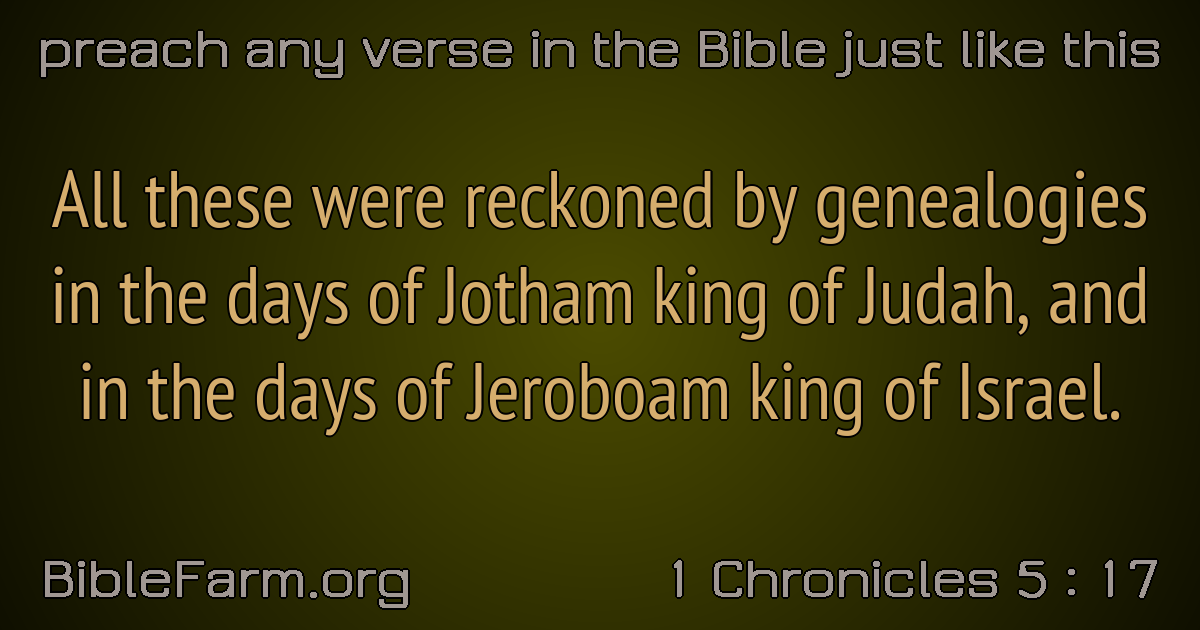 preach any verse in the Bible just like this
All these were reckoned by genealogies
in the days of Jotham king of Judah, and
in the days of Jeroboam king of Israel.
BibleFarm.org
1 Chronicles 5 : 17